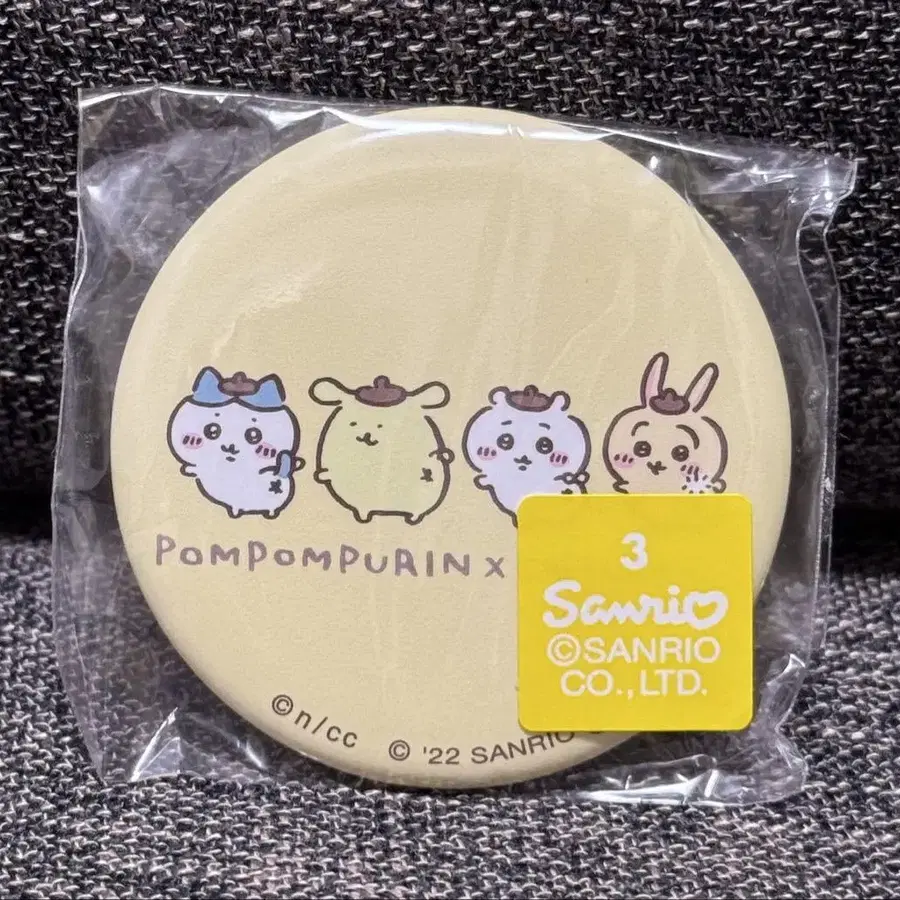 POMPOMPURIN x
3
Sanrio
©SANRIO
CO., LTD.
©n/cc
© '22 SANRIO